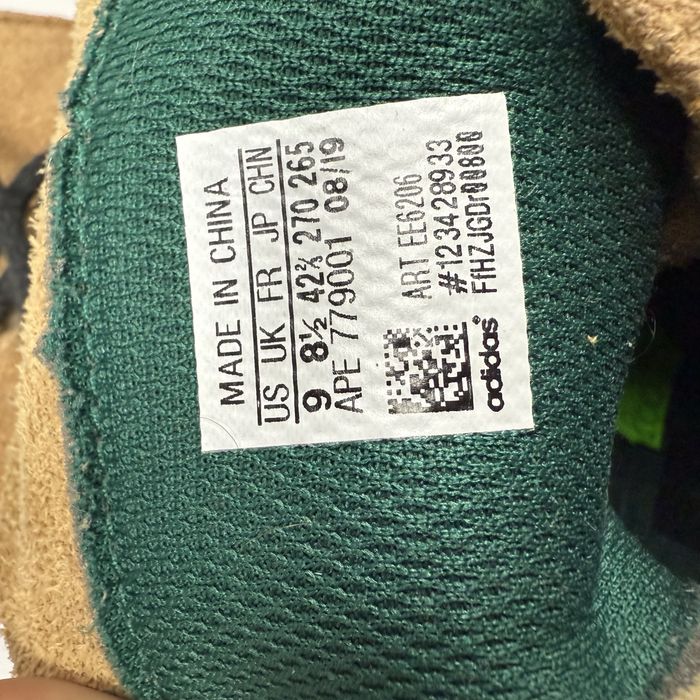 MADE IN CHINA
US UK FR JP CHN
9 8½ 42⅔ 270 265
APE 779001 08/19
ART EE6206
#123428933
FfHZJGDr00800
adidas®